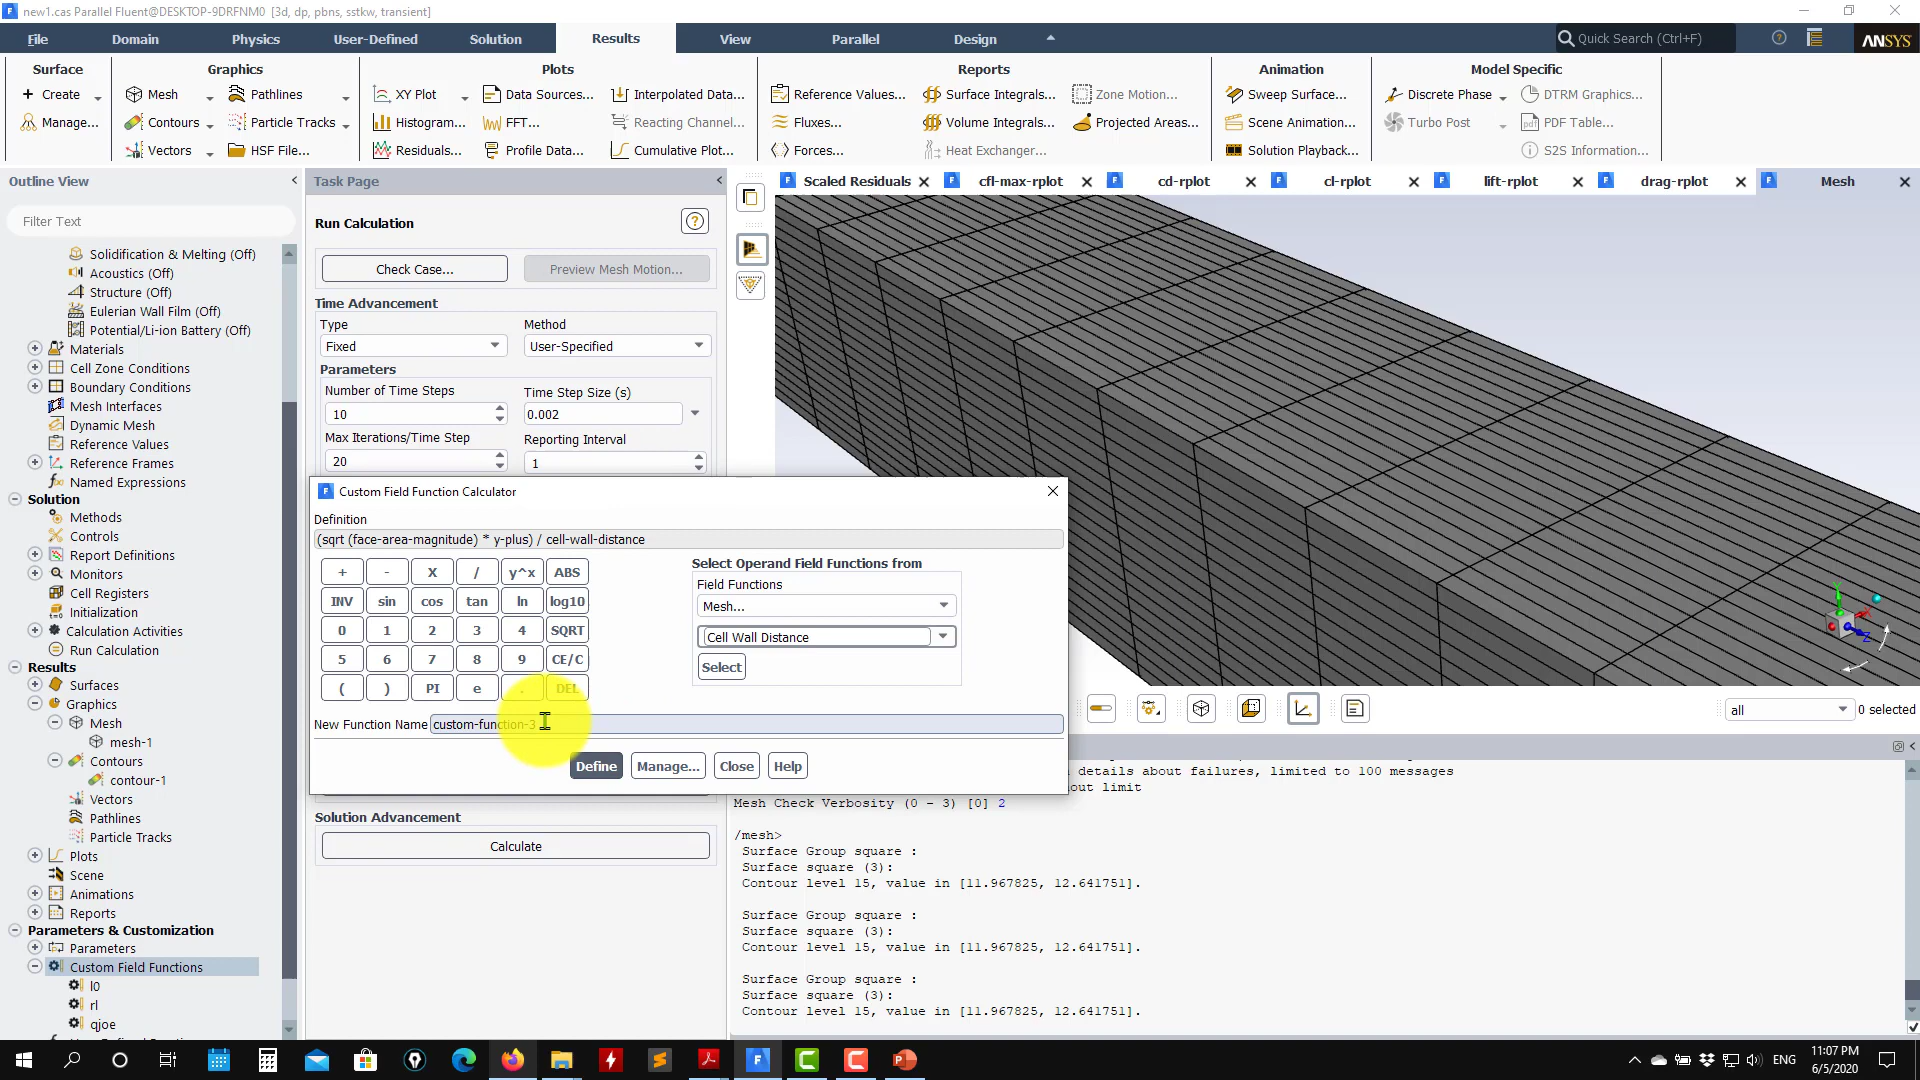 new1.cas Parallel Fluent@DESKTOP-9DRFNM0 [3d, dp, pbns, sstkw, transient]
File Domain Physics User-Defined Solution Results View Parallel Design Quick Search (Ctrl+F) ANSYS
Surface Graphics Plots Reports Animation Model Specific
+ Create Mesh Pathlines XY Plot Data Sources... Interpolated Data... Reference Values... Surface Integrals... Zone Motion... Sweep Surface... Discrete Phase DTRM Graphics...
Manage... Contours Particle Tracks Histogram... FFT... Reacting Channel... Fluxes... Volume Integrals... Projected Areas... Scene Animation... Turbo Post PDF Table...
Vectors HSF File... Residuals... Profile Data... Cumulative Plot... Forces... Heat Exchanger... Solution Playback... S2S Information...
Outline View
Filter Text
Solidification & Melting (Off)
Acoustics (Off)
Structure (Off)
Eulerian Wall Film (Off)
Potential/Li-ion Battery (Off)
Materials
Cell Zone Conditions
Boundary Conditions
Mesh Interfaces
Dynamic Mesh
Reference Values
Reference Frames
Named Expressions
Solution
Methods
Controls
Report Definitions
Monitors
Cell Registers
Initialization
Calculation Activities
Run Calculation
Results
Surfaces
Graphics
Mesh
mesh-1
Contours
contour-1
Vectors
Pathlines
Particle Tracks
Plots
Scene
Animations
Reports
Parameters & Customization
Parameters
Custom Field Functions
l0
rl
qjoe
Task Page
Run Calculation
Check Case... Preview Mesh Motion...
Time Advancement
Type Method
Fixed User-Specified
Parameters
Number of Time Steps Time Step Size (s)
10 0.002
Max Iterations/Time Step Reporting Interval
20 1
Solution Advancement
Calculate
Scaled Residuals cfl-max-rplot cd-rplot cl-rplot lift-rplot drag-rplot Mesh
Custom Field Function Calculator
Definition
(sqrt (face-area-magnitude) * y-plus) / cell-wall-distance
+ - X / y^x ABS
INV sin cos tan ln log10
0 1 2 3 4 SQRT
5 6 7 8 9 CE/C
( ) PI e . DEL
Select Operand Field Functions from
Field Functions
Mesh...
Cell Wall Distance
Select
New Function Name custom-function-3
Define Manage... Close Help
Y X Z
all 0 selected
details about failures, limited to 100 messages
out limit
Mesh Check Verbosity (0 - 3) [0] 2
/mesh>
Surface Group square :
Surface square (3):
Contour level 15, value in [11.967825, 12.641751].
Surface Group square :
Surface square (3):
Contour level 15, value in [11.967825, 12.641751].
Surface Group square :
Surface square (3):
Contour level 15, value in [11.967825, 12.641751].
ENG 11:07 PM
6/5/2020